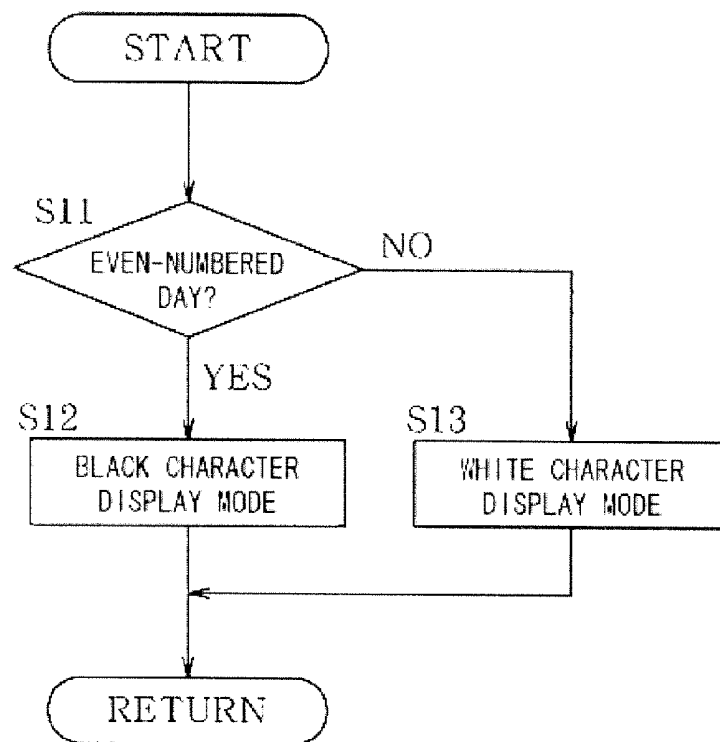 START
S11
EVEN-NUMBERED
DAY?
NO
YES
S12
BLACK CHARACTER
DISPLAY MODE
S13
WHITE CHARACTER
DISPLAY MODE
RETURN